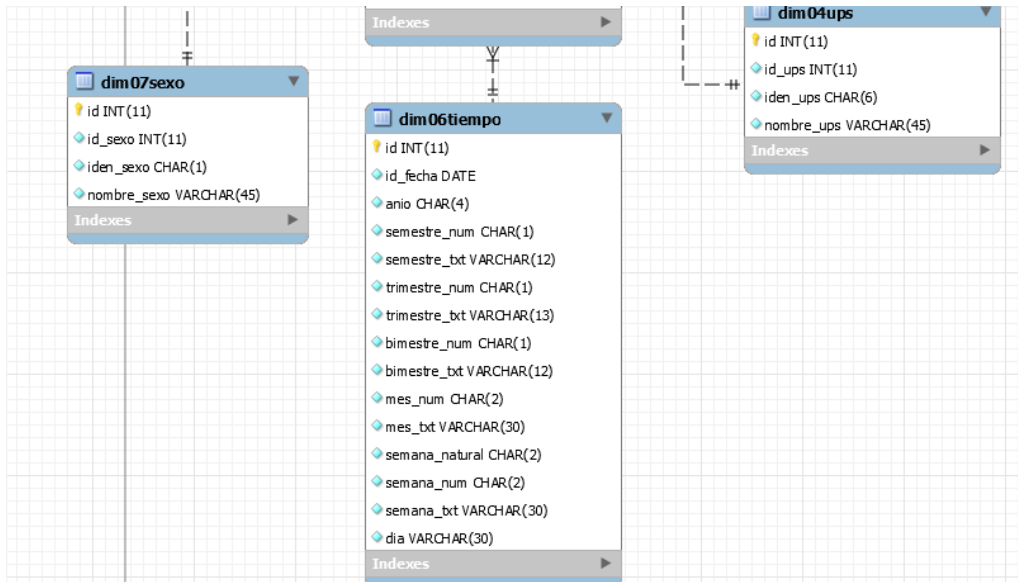 Indexes
dim04ups
id INT(11)
id_ups INT(11)
iden_ups CHAR(6)
nombre_ups VARCHAR(45)
Indexes
dim07sexo
id INT(11)
id_sexo INT(11)
iden_sexo CHAR(1)
nombre_sexo VARCHAR(45)
Indexes
dim06tiempo
id INT(11)
id_fecha DATE
anio CHAR(4)
semestre_num CHAR(1)
semestre_txt VARCHAR(12)
trimestre_num CHAR(1)
trimestre_txt VARCHAR(13)
bimestre_num CHAR(1)
bimestre_txt VARCHAR(12)
mes_num CHAR(2)
mes_txt VARCHAR(30)
semana_natural CHAR(2)
semana_num CHAR(2)
semana_txt VARCHAR(30)
dia VARCHAR(30)
Indexes